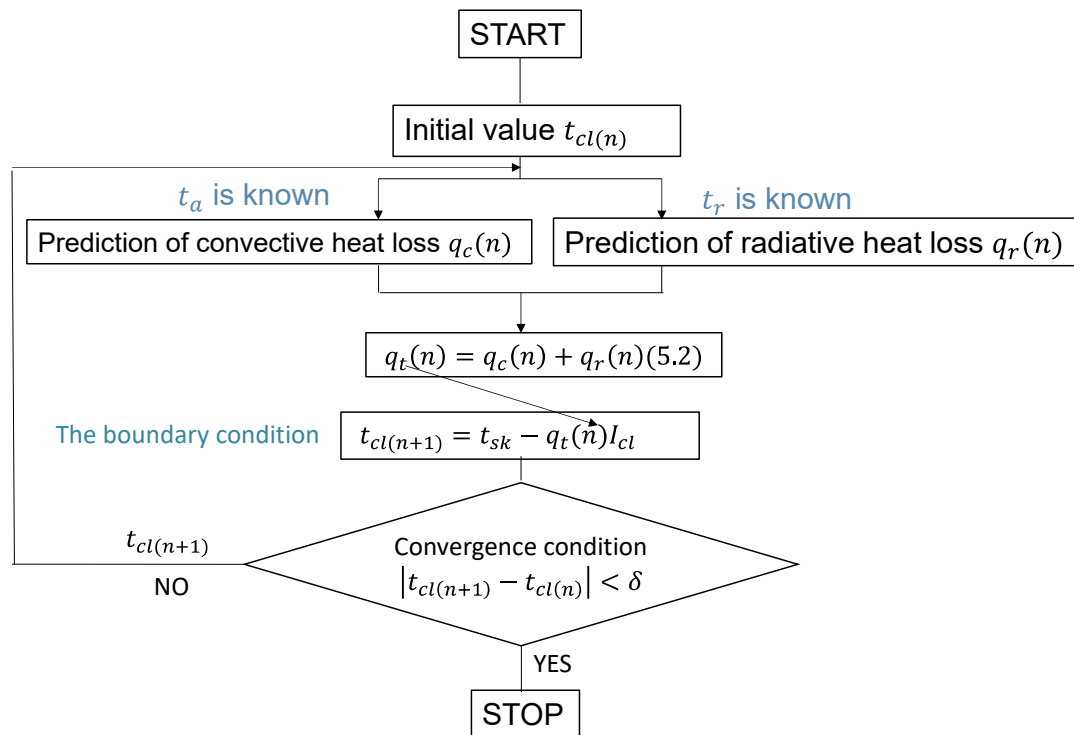 START
Initial value $t_{cl(n)}$
$t_a$ is known
$t_r$ is known
Prediction of convective heat loss $q_c(n)$
Prediction of radiative heat loss $q_r(n)$
$q_t(n) = q_c(n) + q_r(n)(5.2)$
The boundary condition
$t_{cl(n+1)} = t_{sk} - q_t(n)I_{cl}$
$t_{cl(n+1)}$
NO
Convergence condition
$|t_{cl(n+1)} - t_{cl(n)}| < \delta$
YES
STOP